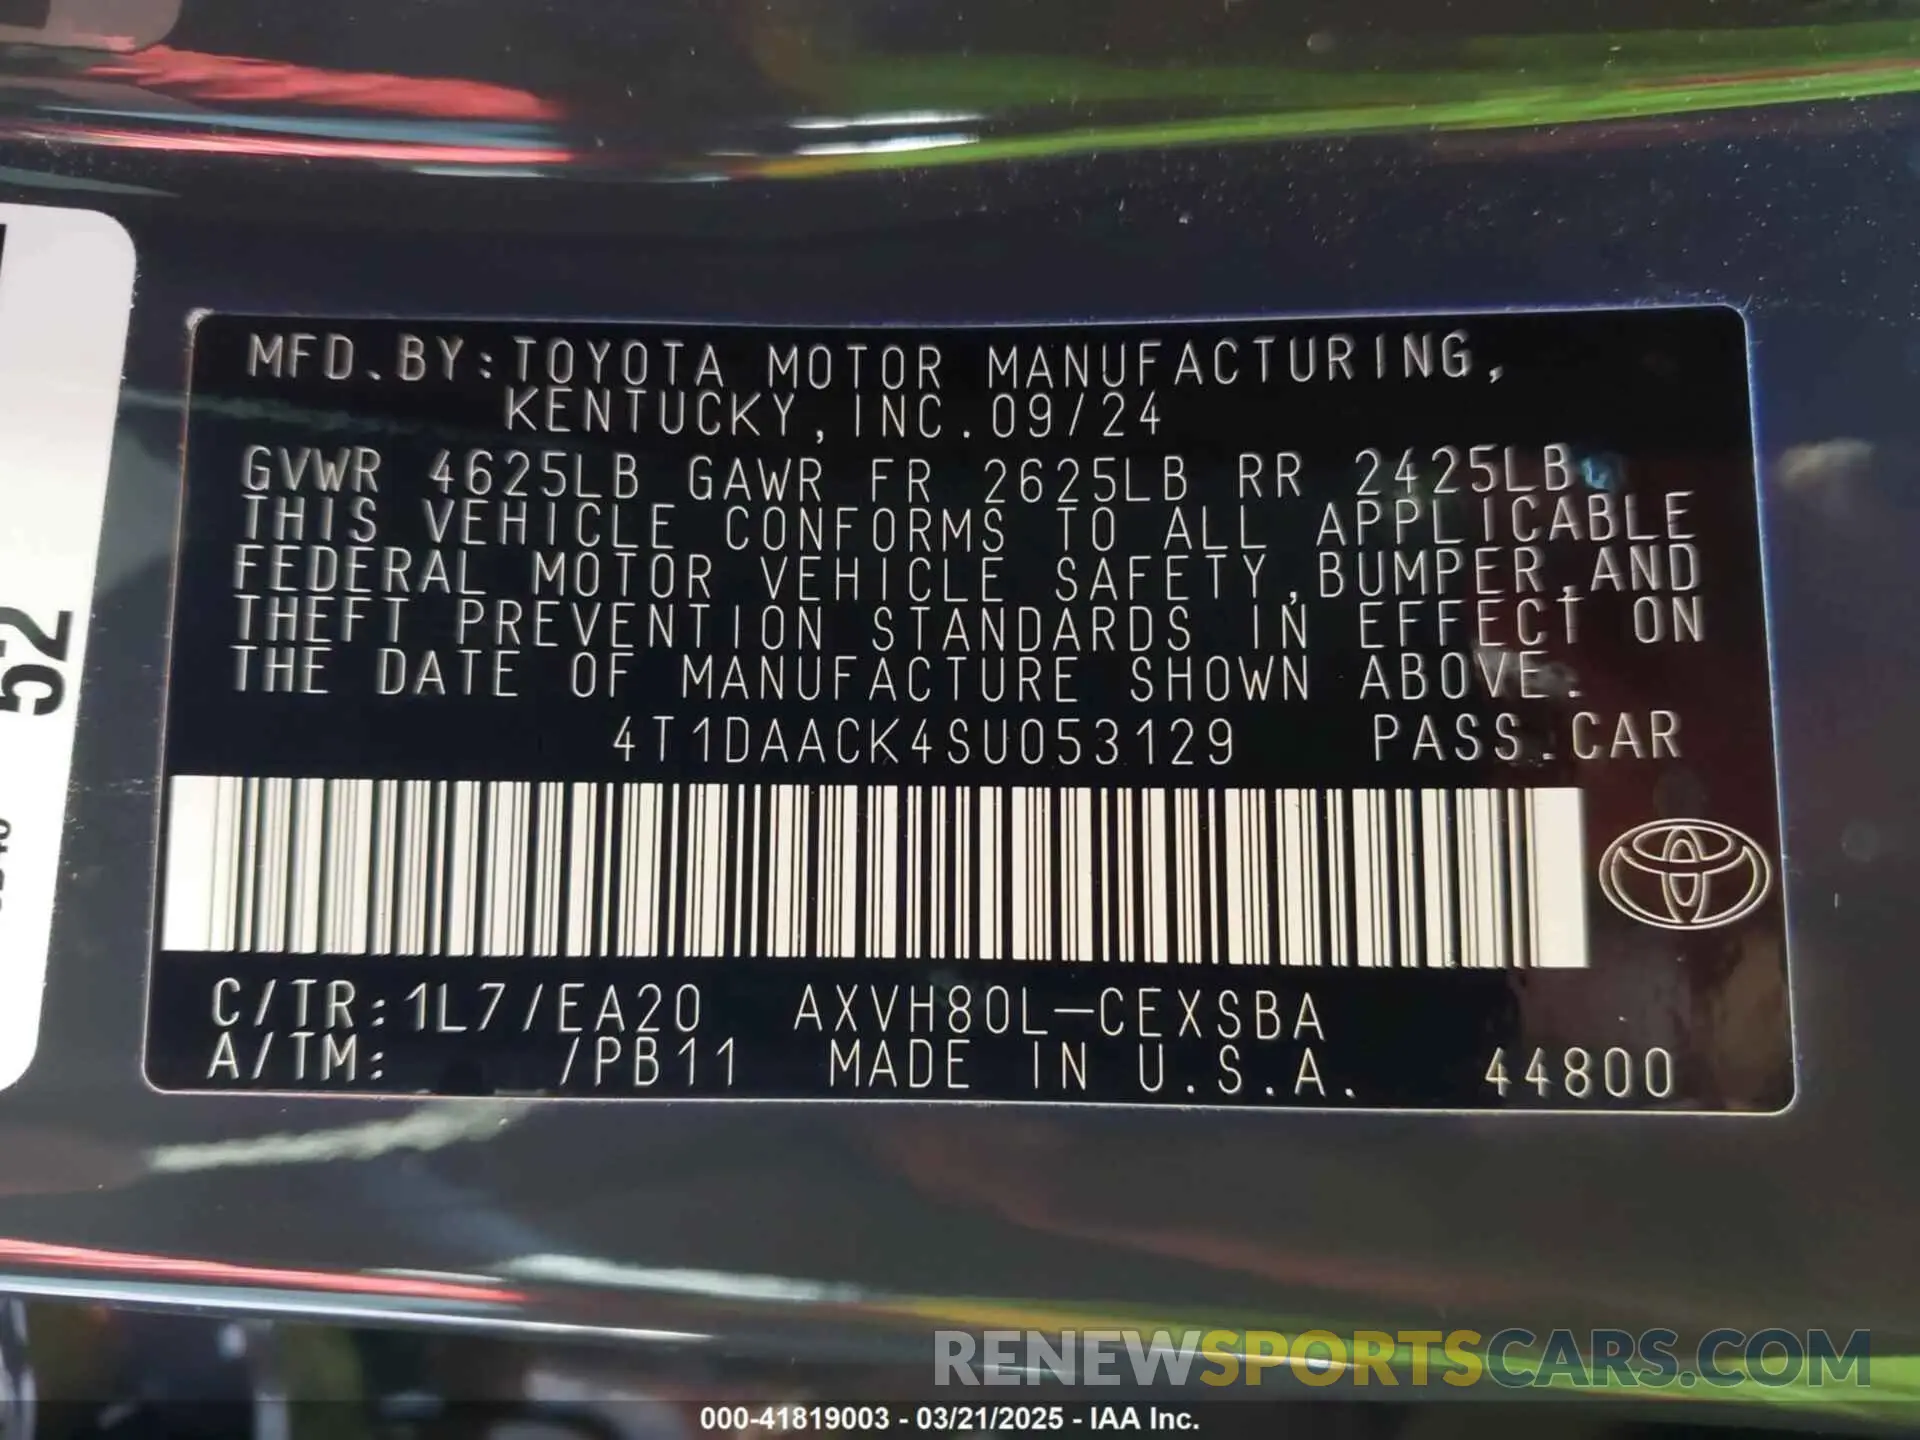 MFD.BY:TOYOTA MOTOR MANUFACTURING,
KENTUCKY, INC.09/24
GVWR 4625LB GAWR FR 2625LB RR 2425LB
THIS VEHICLE CONFORMS TO ALL APPLICABLE
FEDERAL MOTOR VEHICLE SAFETY,BUMPER,AND
THEFT PREVENTION STANDARDS IN EFFECT ON
THE DATE OF MANUFACTURE SHOWN ABOVE.
4T1DAACK4SU053129 PASS.CAR
C/TR:1L7/EA20 AXVH80L-CEXSBA
A/TM: /PB11 MADE IN U.S.A. 44800
52
RENEWSPORTSCARS.COM
000-41819003 - 03/21/2025 - IAA Inc.